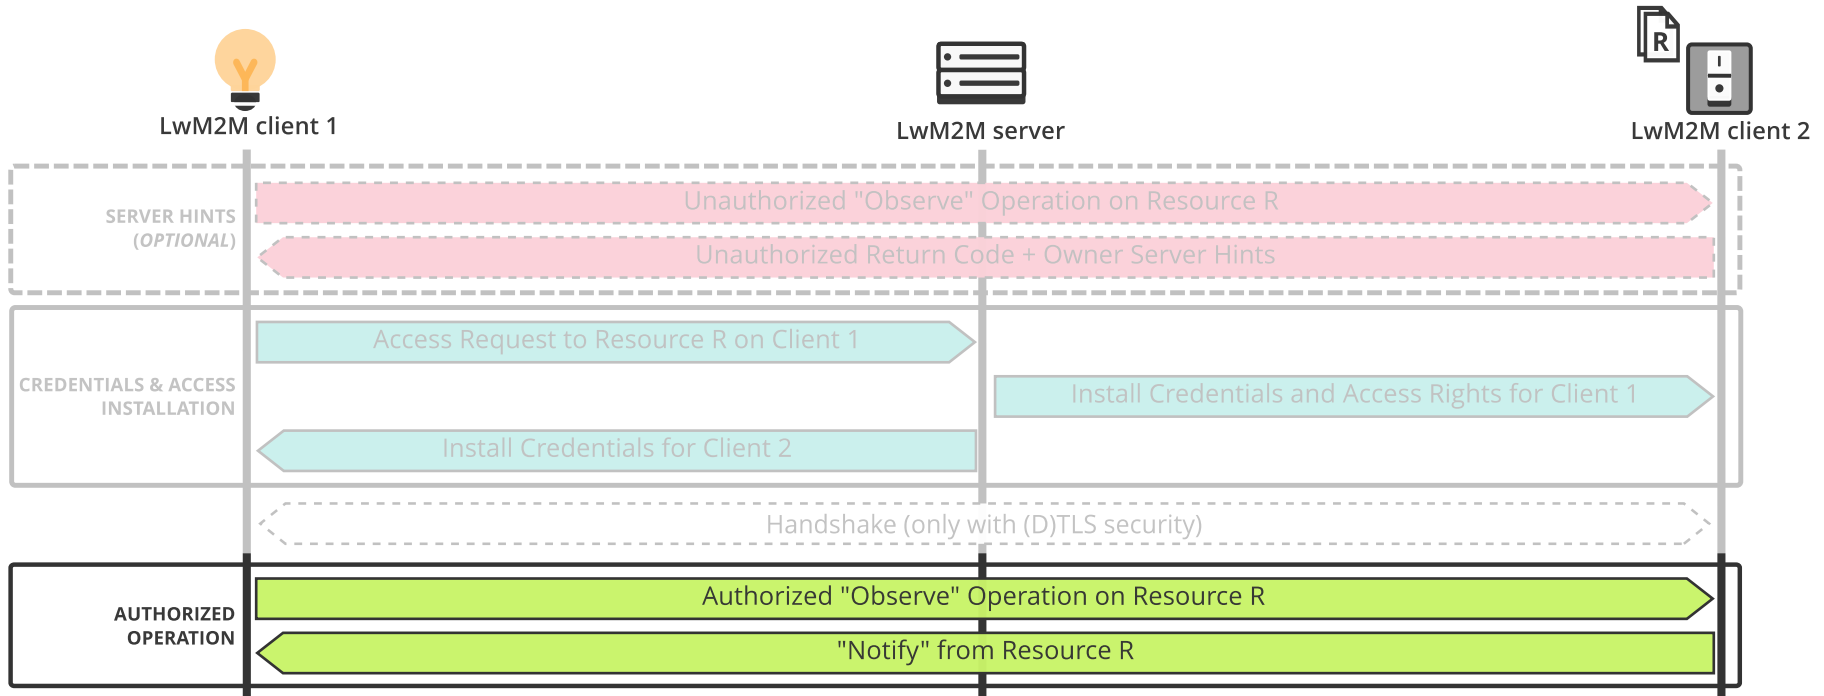 R
LwM2M client 1
LwM2M server
LwM2M client 2
SERVER HINTS
(OPTIONAL)
Unauthorized "Observe" Operation on Resource R
Unauthorized Return Code + Owner Server Hints
CREDENTIALS & ACCESS
INSTALLATION
Access Request to Resource R on Client 1
Install Credentials and Access Rights for Client 1
Install Credentials for Client 2
Handshake (only with (D)TLS security)
AUTHORIZED
OPERATION
Authorized "Observe" Operation on Resource R
"Notify" from Resource R